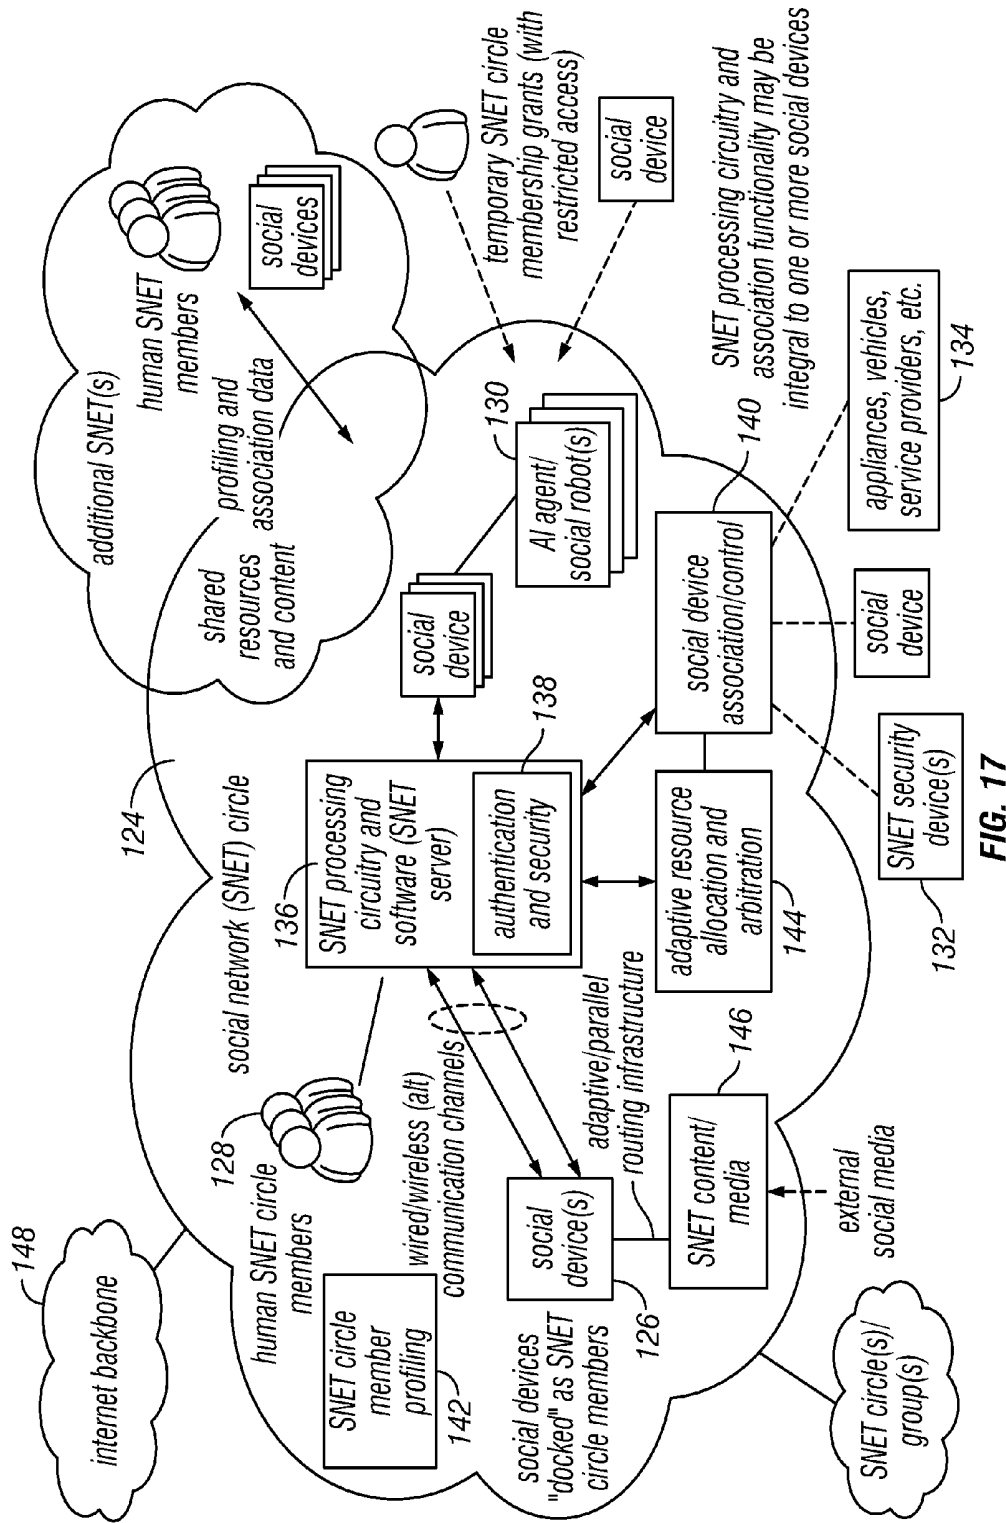 148
internet backbone
124
social network (SNET) circle
additional SNET(s)
human SNET
members
social
devices
profiling and
association data
shared
resources
and content
temporary SNET circle
membership grants (with
restricted access)
social
device
128
human SNET circle
members
SNET circle
member
profiling
142
136
SNET processing
circuitry and
software (SNET
server)
138
authentication
and security
social
device
130
AI agent/
social robot(s)
wired/wireless (alt)
communication channels
social devices
"docked" as SNET
circle members
social
device(s)
126
adaptive/parallel
routing infrastructure
146
SNET content/
media
external
social media
adaptive resource
allocation and
arbitration
144
140
social device
association/control
SNET processing circuitry and
association functionality may be
integral to one or more social devices
SNET circle(s)/
group(s)
132
SNET security
device(s)
social
device
appliances, vehicles,
service providers, etc.
134
FIG. 17